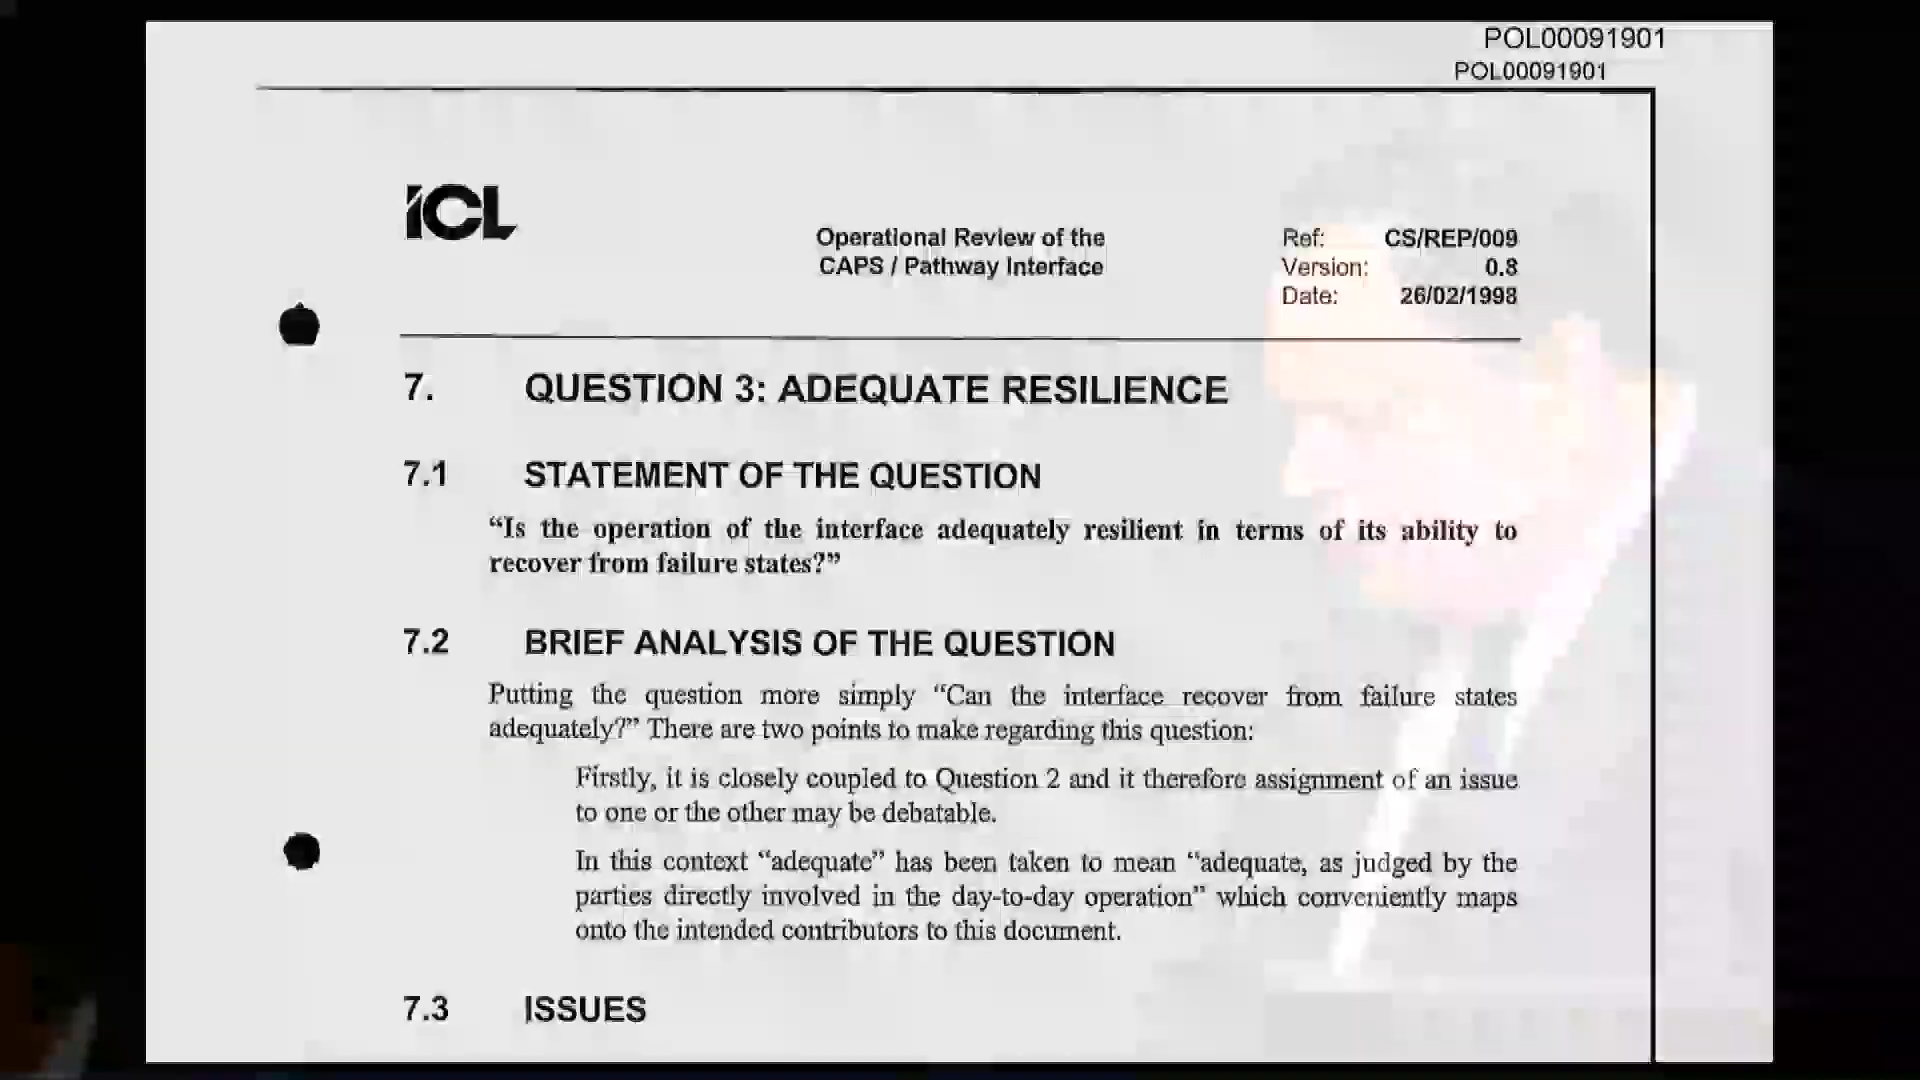 POL00091901
POL00091901
ICL
Operational Review of the
CAPS / Pathway Interface
Ref: CS/REP/009
Version: 0.8
Date: 26/02/1998
7. QUESTION 3: ADEQUATE RESILIENCE
7.1 STATEMENT OF THE QUESTION
“Is the operation of the interface adequately resilient in terms of its ability to
recover from failure states?”
7.2 BRIEF ANALYSIS OF THE QUESTION
Putting the question more simply “Can the interface recover from failure states
adequately?” There are two points to make regarding this question:
Firstly, it is closely coupled to Question 2 and it therefore assignment of an issue
to one or the other may be debatable.
In this context “adequate” has been taken to mean “adequate, as judged by the
parties directly involved in the day-to-day operation” which conveniently maps
onto the intended contributors to this document.
7.3 ISSUES